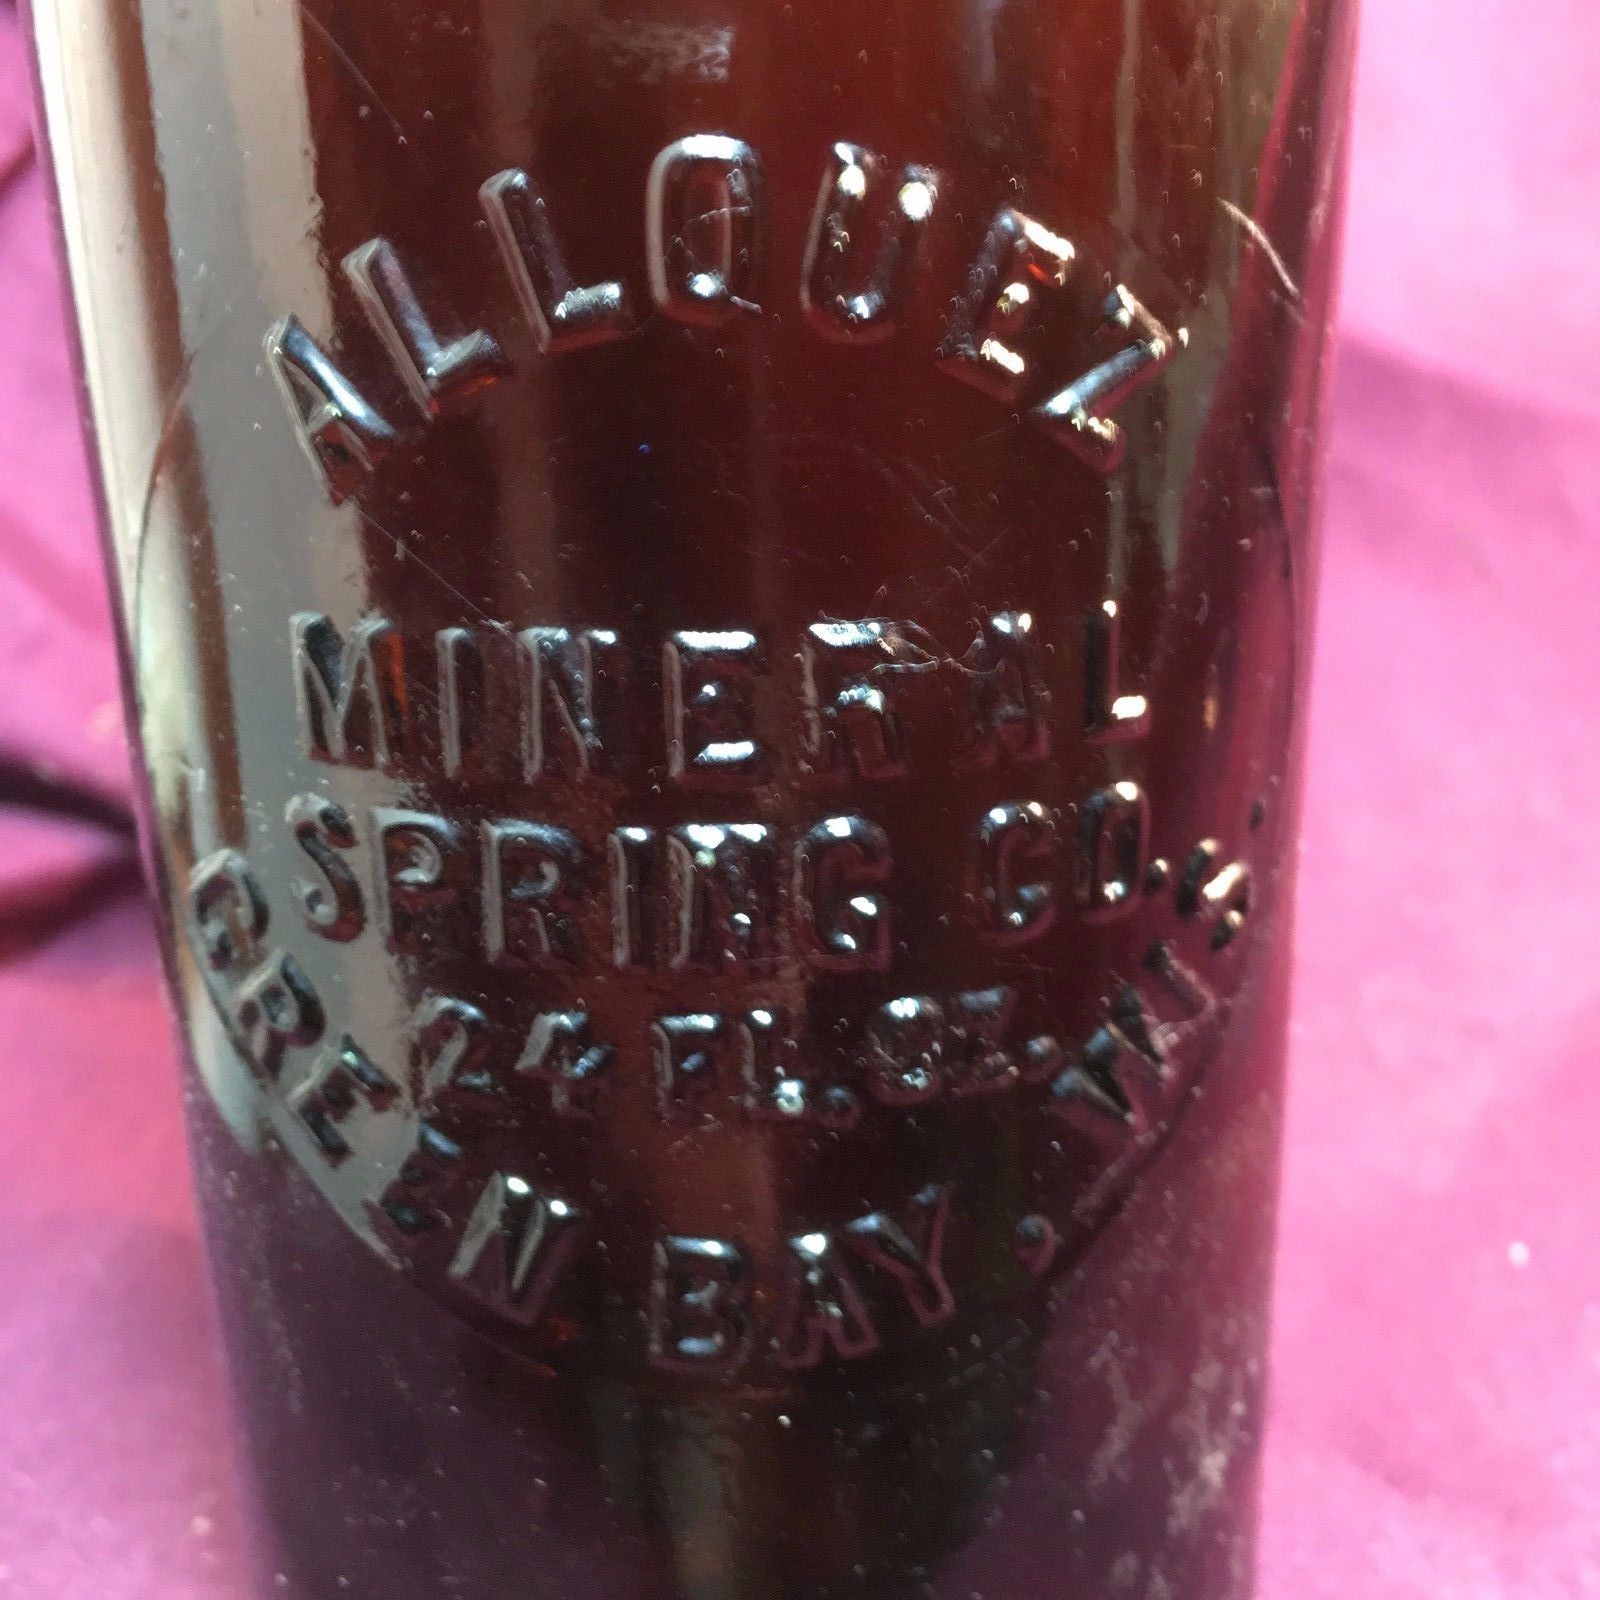 ALLOUEZ
MINERAL
SPRING CO.
24 FL. OZ.
GREEN BAY, WIS.